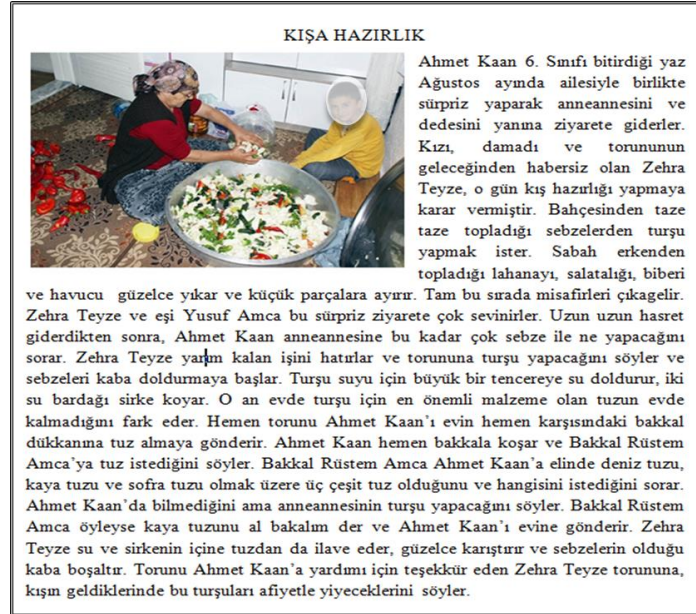 KIŞA HAZIRLIK
Ahmet Kaan 6. Sınıfı bitirdiği yaz
Ağustos ayında ailesiyle birlikte
sürpriz yaparak anneannesini ve
dedesini yanına ziyarete giderler.
Kızı, damadı ve torununun
geleceğinden habersiz olan Zehra
Teyze, o gün kış hazırlığı yapmaya
karar vermiştir. Bahçesinden taze
taze topladığı sebzelerden turşu
yapmak ister. Sabah erkenden
topladığı lahanayı, salatalığı, biberi
ve havucu güzelce yıkar ve küçük parçalara ayırır. Tam bu sırada misafirleri çıkagelir.
Zehra Teyze ve eşi Yusuf Amca bu sürpriz ziyarete çok sevinirler. Uzun uzun hasret
giderdikten sonra, Ahmet Kaan anneannesine bu kadar çok sebze ile ne yapacağını
sorar. Zehra Teyze yarım kalan işini hatırlar ve torununa turşu yapacağını söyler ve
sebzeleri kaba doldurmaya başlar. Turşu suyu için büyük bir tencereye su doldurur, iki
su bardağı sirke koyar. O an evde turşu için en önemli malzeme olan tuzun evde
kalmadığını fark eder. Hemen torunu Ahmet Kaan’ı evin hemen karşısındaki bakkal
dükkanına tuz almaya gönderir. Ahmet Kaan hemen bakkala koşar ve Bakkal Rüstem
Amca’ya tuz istediğini söyler. Bakkal Rüstem Amca Ahmet Kaan’a elinde deniz tuzu,
kaya tuzu ve sofra tuzu olmak üzere üç çeşit tuz olduğunu ve hangisini istediğini sorar.
Ahmet Kaan’da bilmediğini ama anneannesinin turşu yapacağını söyler. Bakkal Rüstem
Amca öyleyse kaya tuzunu al bakalım der ve Ahmet Kaan’ı evine gönderir. Zehra
Teyze su ve sirkenin içine tuzdan da ilave eder, güzelce karıştırır ve sebzelerin olduğu
kaba boşaltır. Torunu Ahmet Kaan’a yardımı için teşekkür eden Zehra Teyze torununa,
kışın geldiklerinde bu turşuları afiyetle yiyeceklerini söyler.